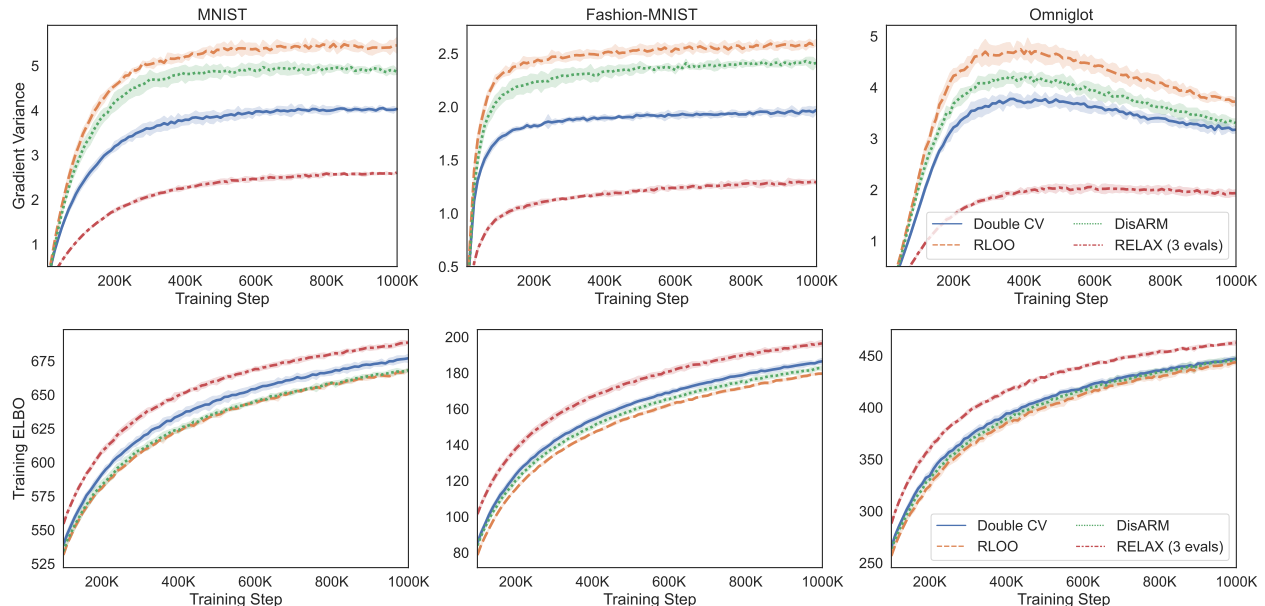 MNIST
Fashion-MNIST
Omniglot
Gradient Variance
5
4
3
2
1
200K 400K 600K 800K 1000K
Training Step
2.5
2.0
1.5
1.0
0.5
200K 400K 600K 800K 1000K
Training Step
5
4
3
2
1
Double CV DisARM
RLOO RELAX (3 evals)
200K 400K 600K 800K 1000K
Training Step
Training ELBO
675
650
625
600
575
550
525
200K 400K 600K 800K 1000K
Training Step
200
180
160
140
120
100
80
200K 400K 600K 800K 1000K
Training Step
450
400
350
300
250
Double CV DisARM
RLOO RELAX (3 evals)
200K 400K 600K 800K 1000K
Training Step